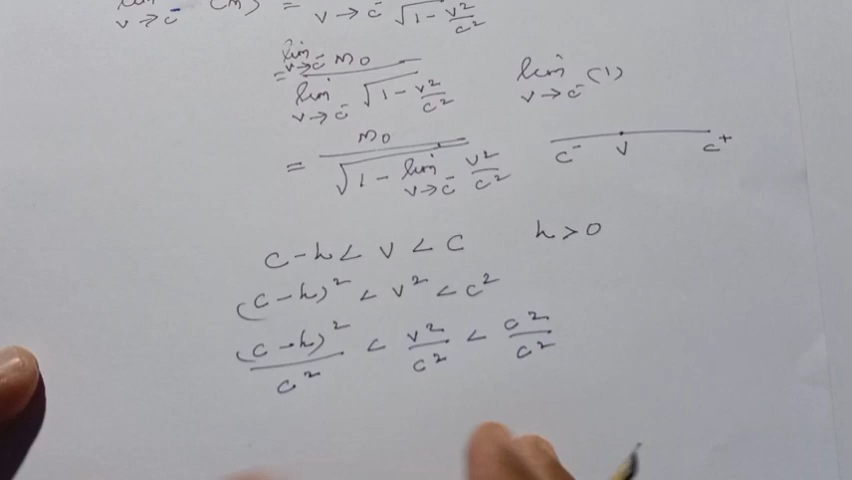 lim v→c⁻ (m) = v→c⁻ √1 - v²/c²
= lim v→c⁻ m₀ / lim v→c⁻ √1 - v²/c² lim v→c⁻ (1)
= m₀ / √1 - lim v→c⁻ v²/c² c⁻ v c⁺
c-h < v < c h > 0
(c-h)² < v² < c²
(c-h)²/c² < v²/c² < c²/c²